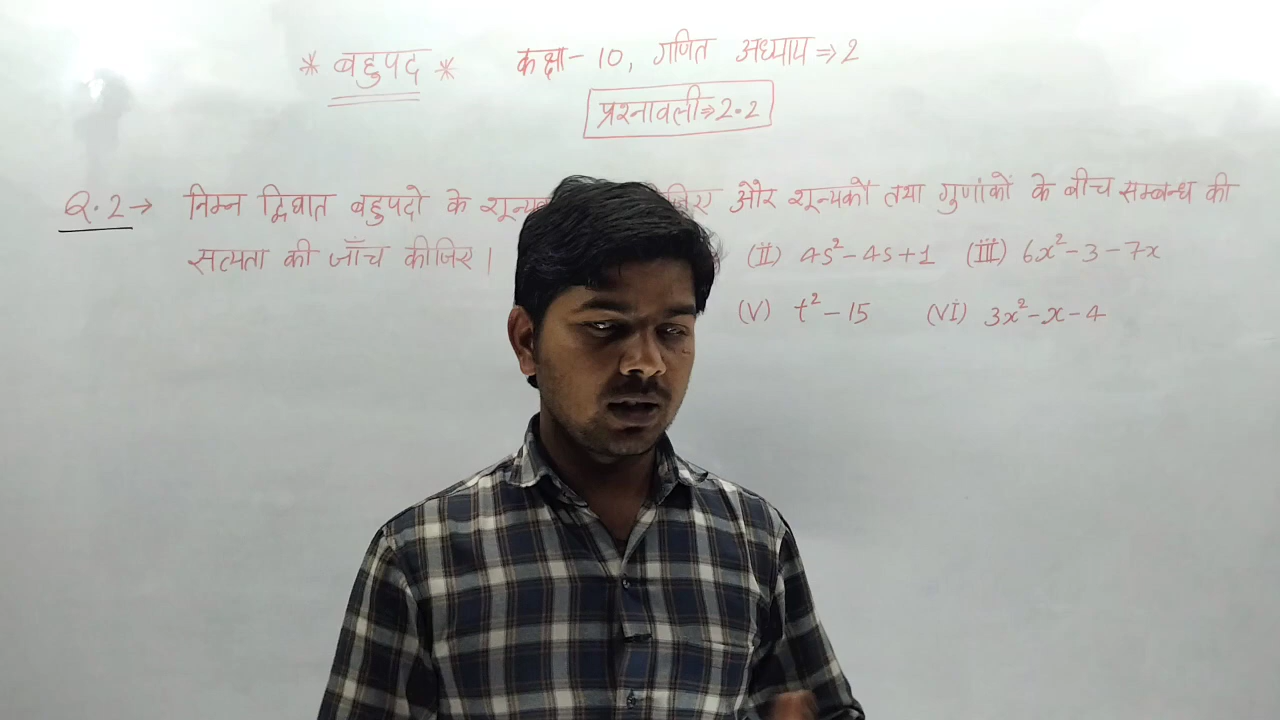 * बहुपद * कक्षा - 10, गणित अध्याय ⇒ 2
प्रश्नावली ⇒ 2.2
Q.2 → निम्न द्विघात बहुपदो के और शून्यकों तथा गुणांकों के बीच सम्बन्ध की
सत्यता की जाँच कीजिए । (II) 4s² - 4s + 1 (III) 6x² - 3 - 7x
(V) t² - 15 (VI) 3x² - x - 4